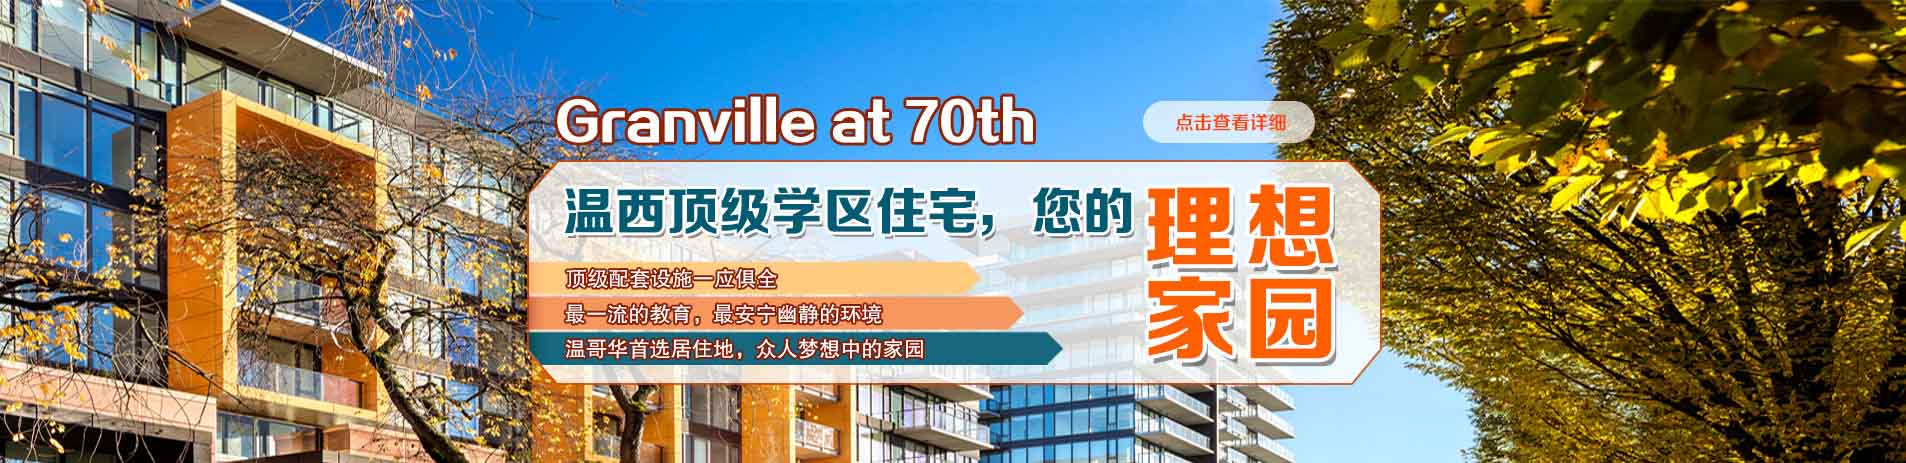 Granville at 70th
点击查看详细
温西顶级学区住宅，您的
理想
家园
顶级配套设施一应俱全
最一流的教育，最安宁幽静的环境
温哥华首选居住地，众人梦想中的家园